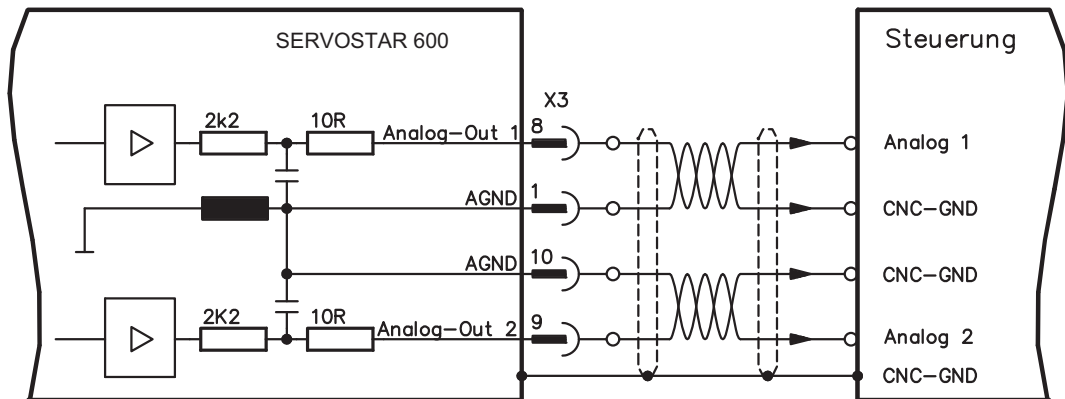 SERVOSTAR 600
Steuerung
X3
2k2
10R
Analog-Out 1
8
Analog 1
AGND
1
CNC-GND
AGND
10
CNC-GND
2K2
10R
Analog-Out 2
9
Analog 2
CNC-GND